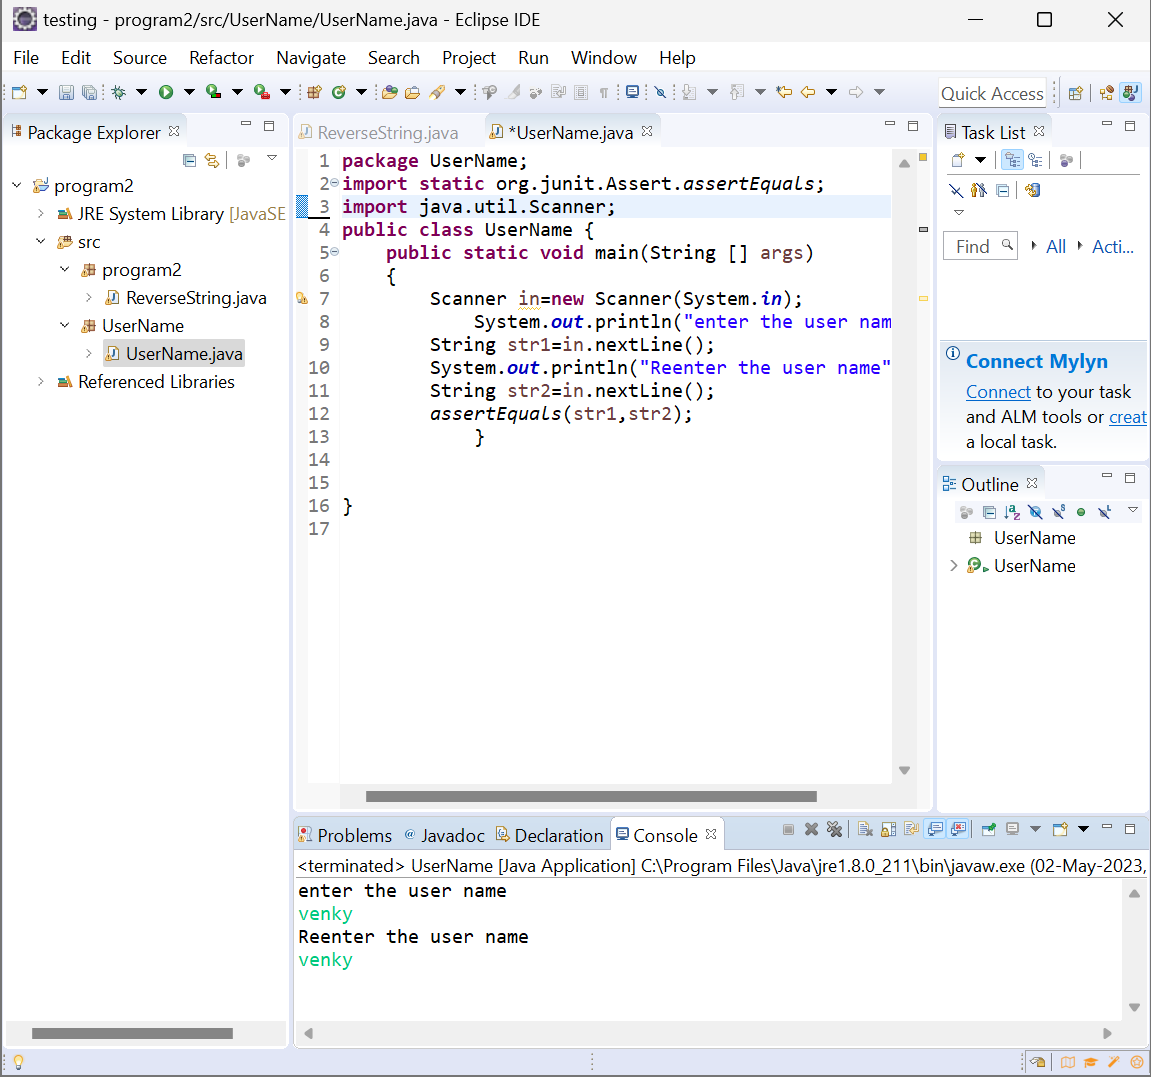 testing - program2/src/UserName/UserName.java - Eclipse IDE
File Edit Source Refactor Navigate Search Project Run Window Help
Quick Access
Package Explorer
program2
JRE System Library [JavaSE
src
program2
ReverseString.java
UserName
UserName.java
Referenced Libraries
ReverseString.java *UserName.java
1 package UserName;
2 import static org.junit.Assert.assertEquals;
3 import java.util.Scanner;
4 public class UserName {
5 public static void main(String [] args)
6 {
7 Scanner in=new Scanner(System.in);
8 System.out.println("enter the user nam
9 String str1=in.nextLine();
10 System.out.println("Reenter the user name"
11 String str2=in.nextLine();
12 assertEquals(str1,str2);
13 }
14
15
16 }
17
Task List
Find All Acti...
Connect Mylyn
Connect to your task
and ALM tools or creat
a local task.
Outline
UserName
UserName
Problems Javadoc Declaration Console
<terminated> UserName [Java Application] C:\Program Files\Java\jre1.8.0_211\bin\javaw.exe (02-May-2023,
enter the user name
venky
Reenter the user name
venky